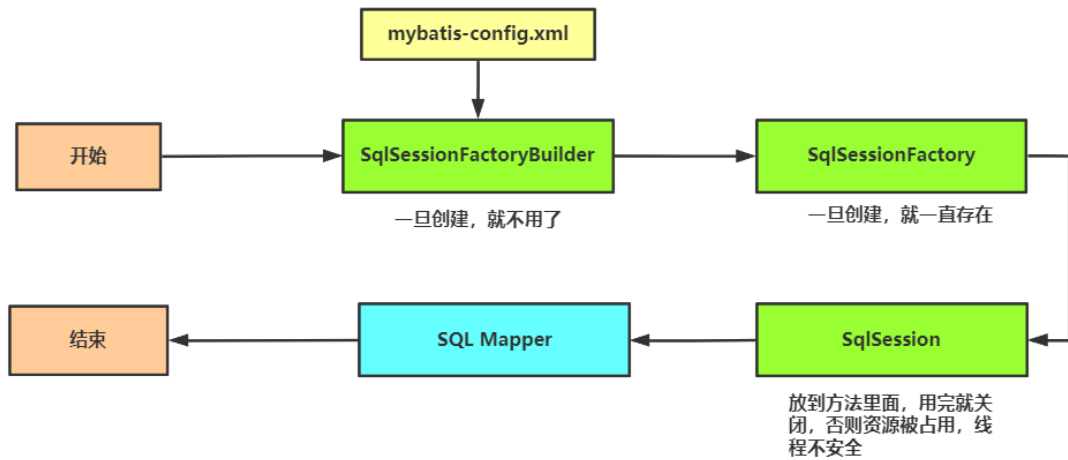 mybatis-config.xml
开始
SqlSessionFactoryBuilder
SqlSessionFactory
一旦创建，就不用了
一旦创建，就一直存在
结束
SQL Mapper
SqlSession
放到方法里面，用完就关
闭，否则资源被占用，线
程不安全